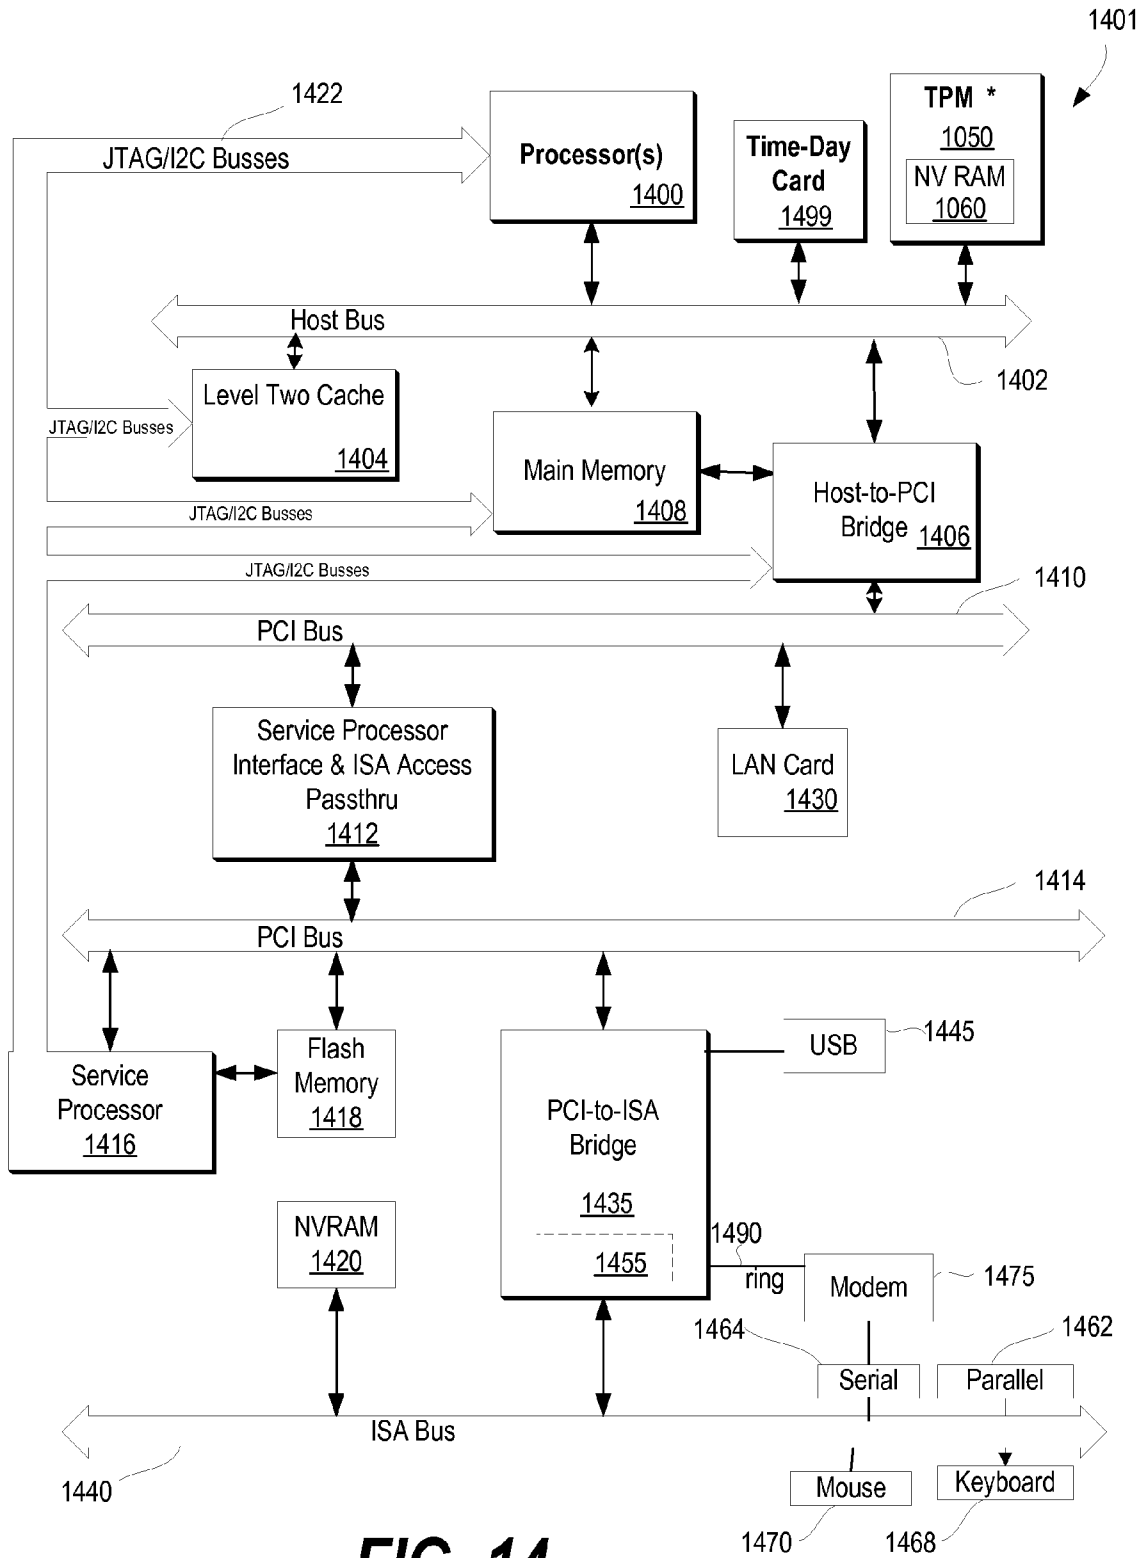 1401
1422
JTAG/I2C Busses
Processor(s)
1400
Time-Day
Card
1499
TPM *
1050
NV RAM
1060
Host Bus
1402
Level Two Cache
1404
JTAG/I2C Busses
Main Memory
1408
Host-to-PCI
Bridge
1406
JTAG/I2C Busses
JTAG/I2C Busses
1410
PCI Bus
Service Processor
Interface & ISA Access
Passthru
1412
LAN Card
1430
1414
PCI Bus
Service
Processor
1416
Flash
Memory
1418
PCI-to-ISA
Bridge
1435
1455
USB
1445
NVRAM
1420
1490
ring
Modem
1475
1464
Serial
1462
Parallel
ISA Bus
1440
Mouse
1470
Keyboard
1468
FIG. 14